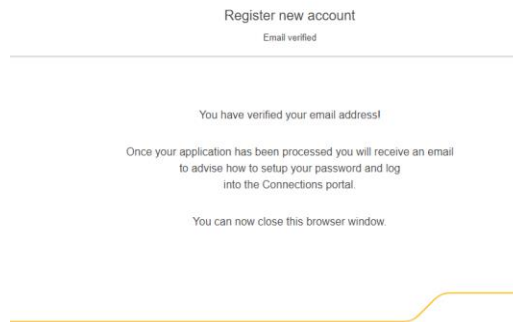 Register new account
Email verified
You have verified your email address!
Once your application has been processed you will receive an email
to advise how to setup your password and log
into the Connections portal.
You can now close this browser window.